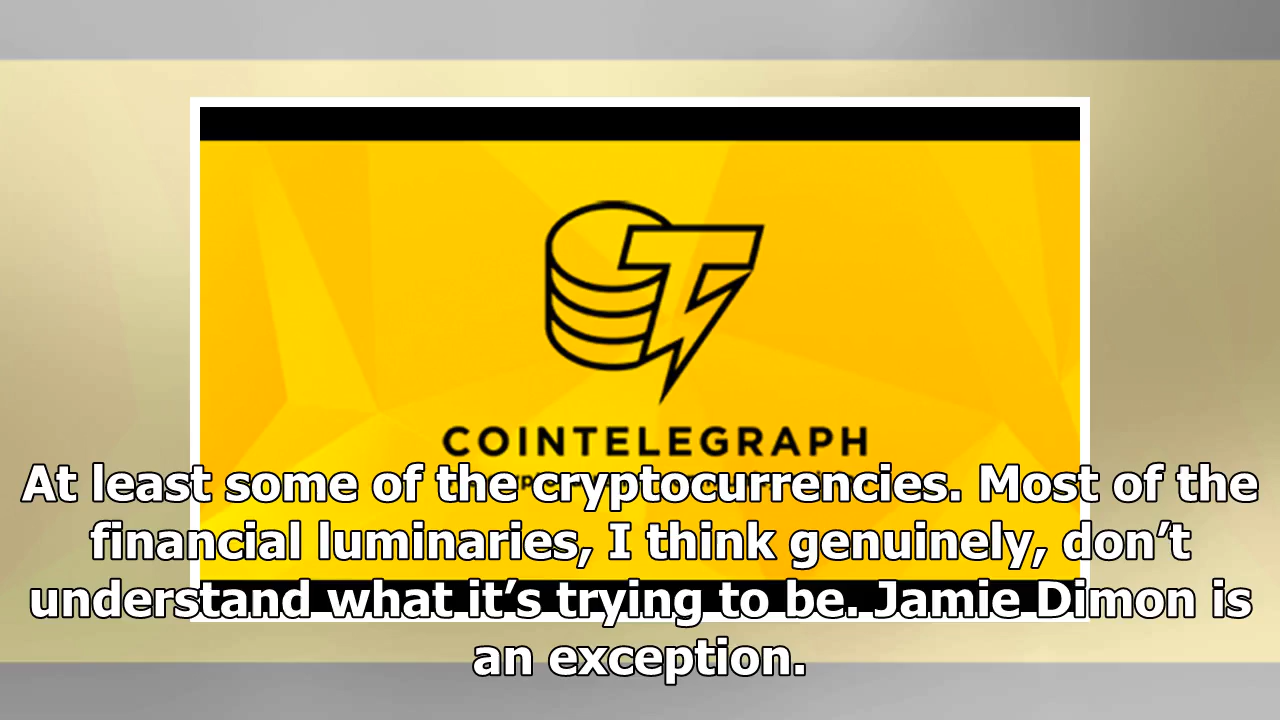 COINTELEGRAPH
At least some of the cryptocurrencies. Most of the
financial luminaries, I think genuinely, don’t
understand what it’s trying to be. Jamie Dimon is
an exception.